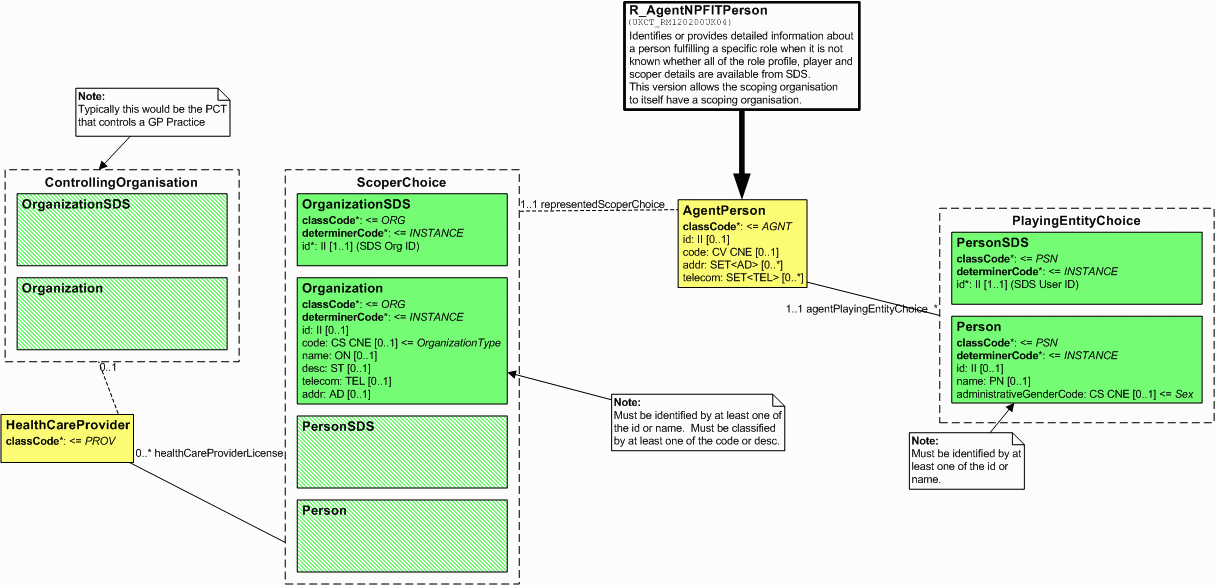 R_AgentNPFITPerson
(UKCT_RM120200UK04)
Identifies or provides detailed information about
a person fulfilling a specific role when it is not
known whether all of the role profile, player and
scoper details are available from SDS.
This version allows the scoping organisation
to itself have a scoping organisation.
Note:
Typically this would be the PCT
that controls a GP Practice
ControllingOrganisation
OrganizationSDS
Organization
0..1
HealthCareProvider
classCode*: <= PROV
0..* healthCareProviderLicense
ScoperChoice
OrganizationSDS
classCode*: <= ORG
determinerCode*: <= INSTANCE
id*: II [1..1] (SDS Org ID)
Organization
classCode*: <= ORG
determinerCode*: <= INSTANCE
id: II [0..1]
code: CS CNE [0..1] <= OrganizationType
name: ON [0..1]
desc: ST [0..1]
telecom: TEL [0..1]
addr: AD [0..1]
PersonSDS
Person
1..1 representedScoperChoice
AgentPerson
classCode*: <= AGNT
id: II [0..1]
code: CV CNE [0..1]
addr: SET<AD> [0..*]
telecom: SET<TEL> [0..*]
1..1 agentPlayingEntityChoice *
PlayingEntityChoice
PersonSDS
classCode*: <= PSN
determinerCode*: <= INSTANCE
id*: II [1..1] (SDS User ID)
Person
classCode*: <= PSN
determinerCode*: <= INSTANCE
id: II [0..1]
name: PN [0..1]
administrativeGenderCode: CS CNE [0..1] <= Sex
Note:
Must be identified by at least one of
the id or name.  Must be classified
by at least one of the code or desc.
Note:
Must be identified by at
least one of the id or
name.